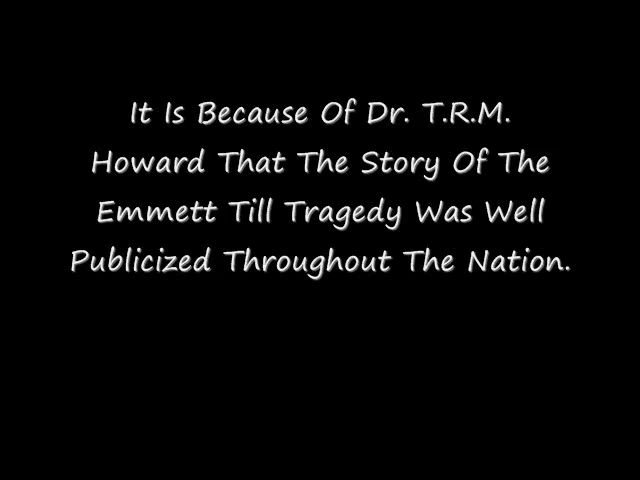 It Is Because Of Dr. T.R.M.
Howard That The Story Of The
Emmett Till Tragedy Was Well
Publicized Throughout The Nation.